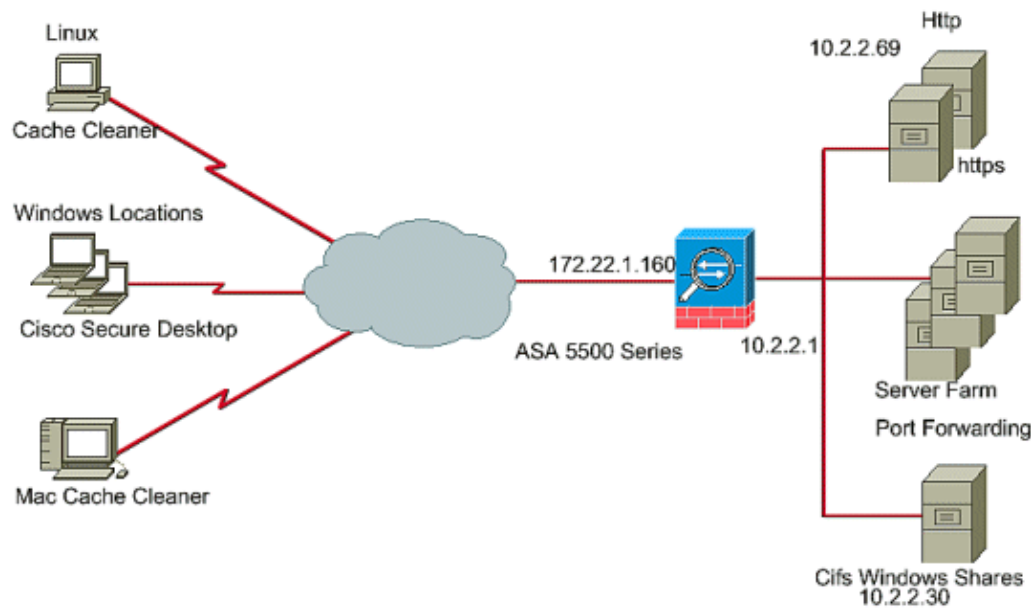 Linux
Cache Cleaner
Windows Locations
Cisco Secure Desktop
Mac Cache Cleaner
172.22.1.160
ASA 5500 Series
10.2.2.1
Http
10.2.2.69
https
Server Farm
Port Forwarding
Cifs Windows Shares
10.2.2.30